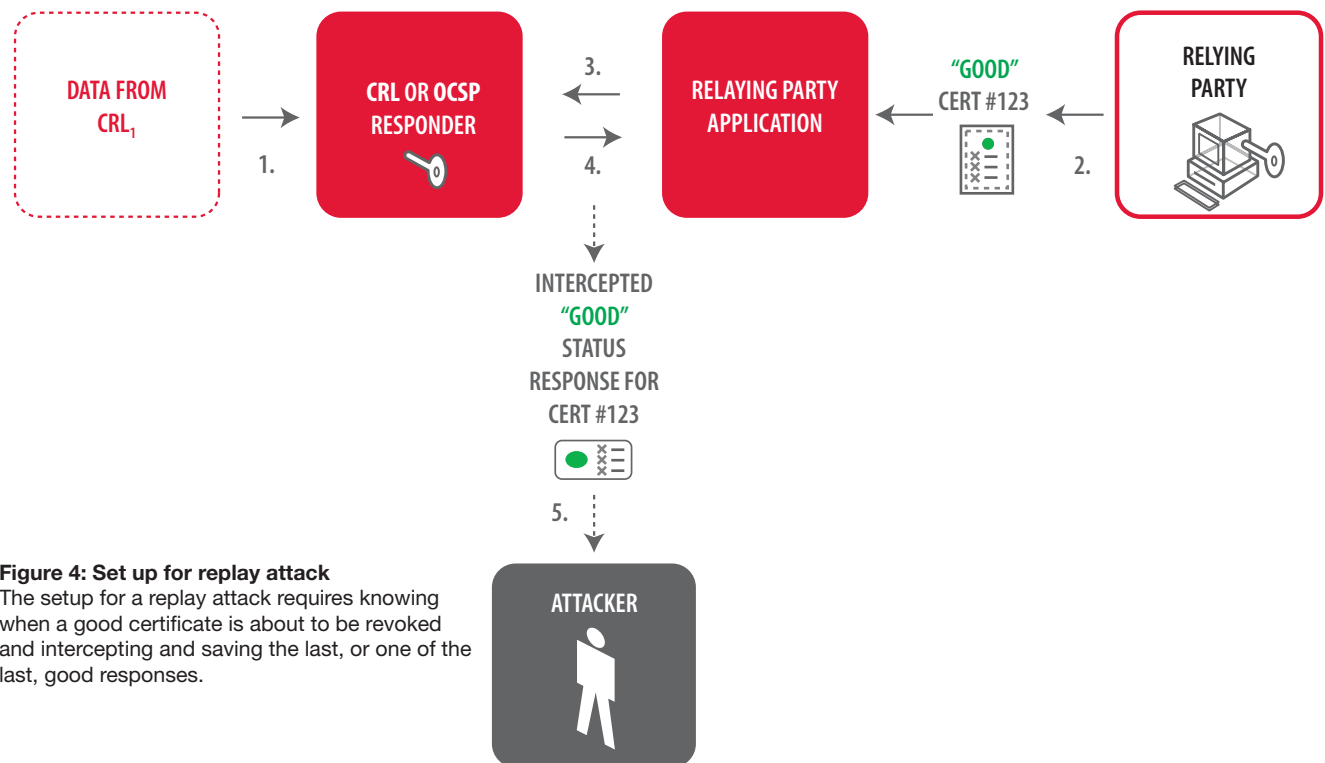 DATA FROM
CRL1
1.
CRL OR OCSP
RESPONDER
3.
4.
RELAYING PARTY
APPLICATION
“GOOD”
CERT #123
2.
RELYING
PARTY
INTERCEPTED
“GOOD”
STATUS
RESPONSE FOR
CERT #123
5.
ATTACKER
Figure 4: Set up for replay attack
The setup for a replay attack requires knowing
when a good certificate is about to be revoked
and intercepting and saving the last, or one of the
last, good responses.